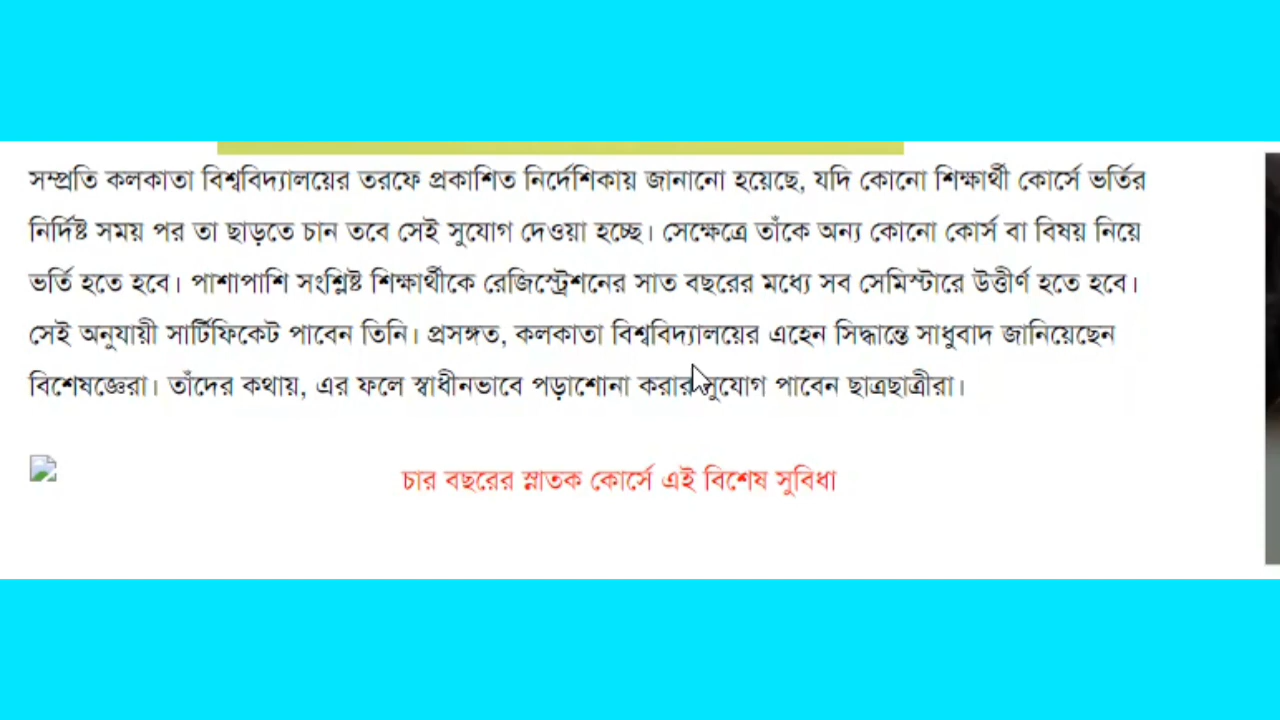 সম্প্রতি কলকাতা বিশ্ববিদ্যালয়ের তরফে প্রকাশিত নির্দেশিকায় জানানো হয়েছে, যদি কোনো শিক্ষার্থী কোর্সে ভর্তির
নির্দিষ্ট সময় পর তা ছাড়তে চান তবে সেই সুযোগ দেওয়া হচ্ছে। সেক্ষেত্রে তাঁকে অন্য কোনো কোর্স বা বিষয় নিয়ে
ভর্তি হতে হবে। পাশাপাশি সংশ্লিষ্ট শিক্ষার্থীকে রেজিস্ট্রেশনের সাত বছরের মধ্যে সব সেমিস্টারে উত্তীর্ণ হতে হবে।
সেই অনুযায়ী সার্টিফিকেট পাবেন তিনি। প্রসঙ্গত, কলকাতা বিশ্ববিদ্যালয়ের এহেন সিদ্ধান্তে সাধুবাদ জানিয়েছেন
বিশেষজ্ঞেরা। তাঁদের কথায়, এর ফলে স্বাধীনভাবে পড়াশোনা করার সুযোগ পাবেন ছাত্রছাত্রীরা।
চার বছরের স্নাতক কোর্সে এই বিশেষ সুবিধা